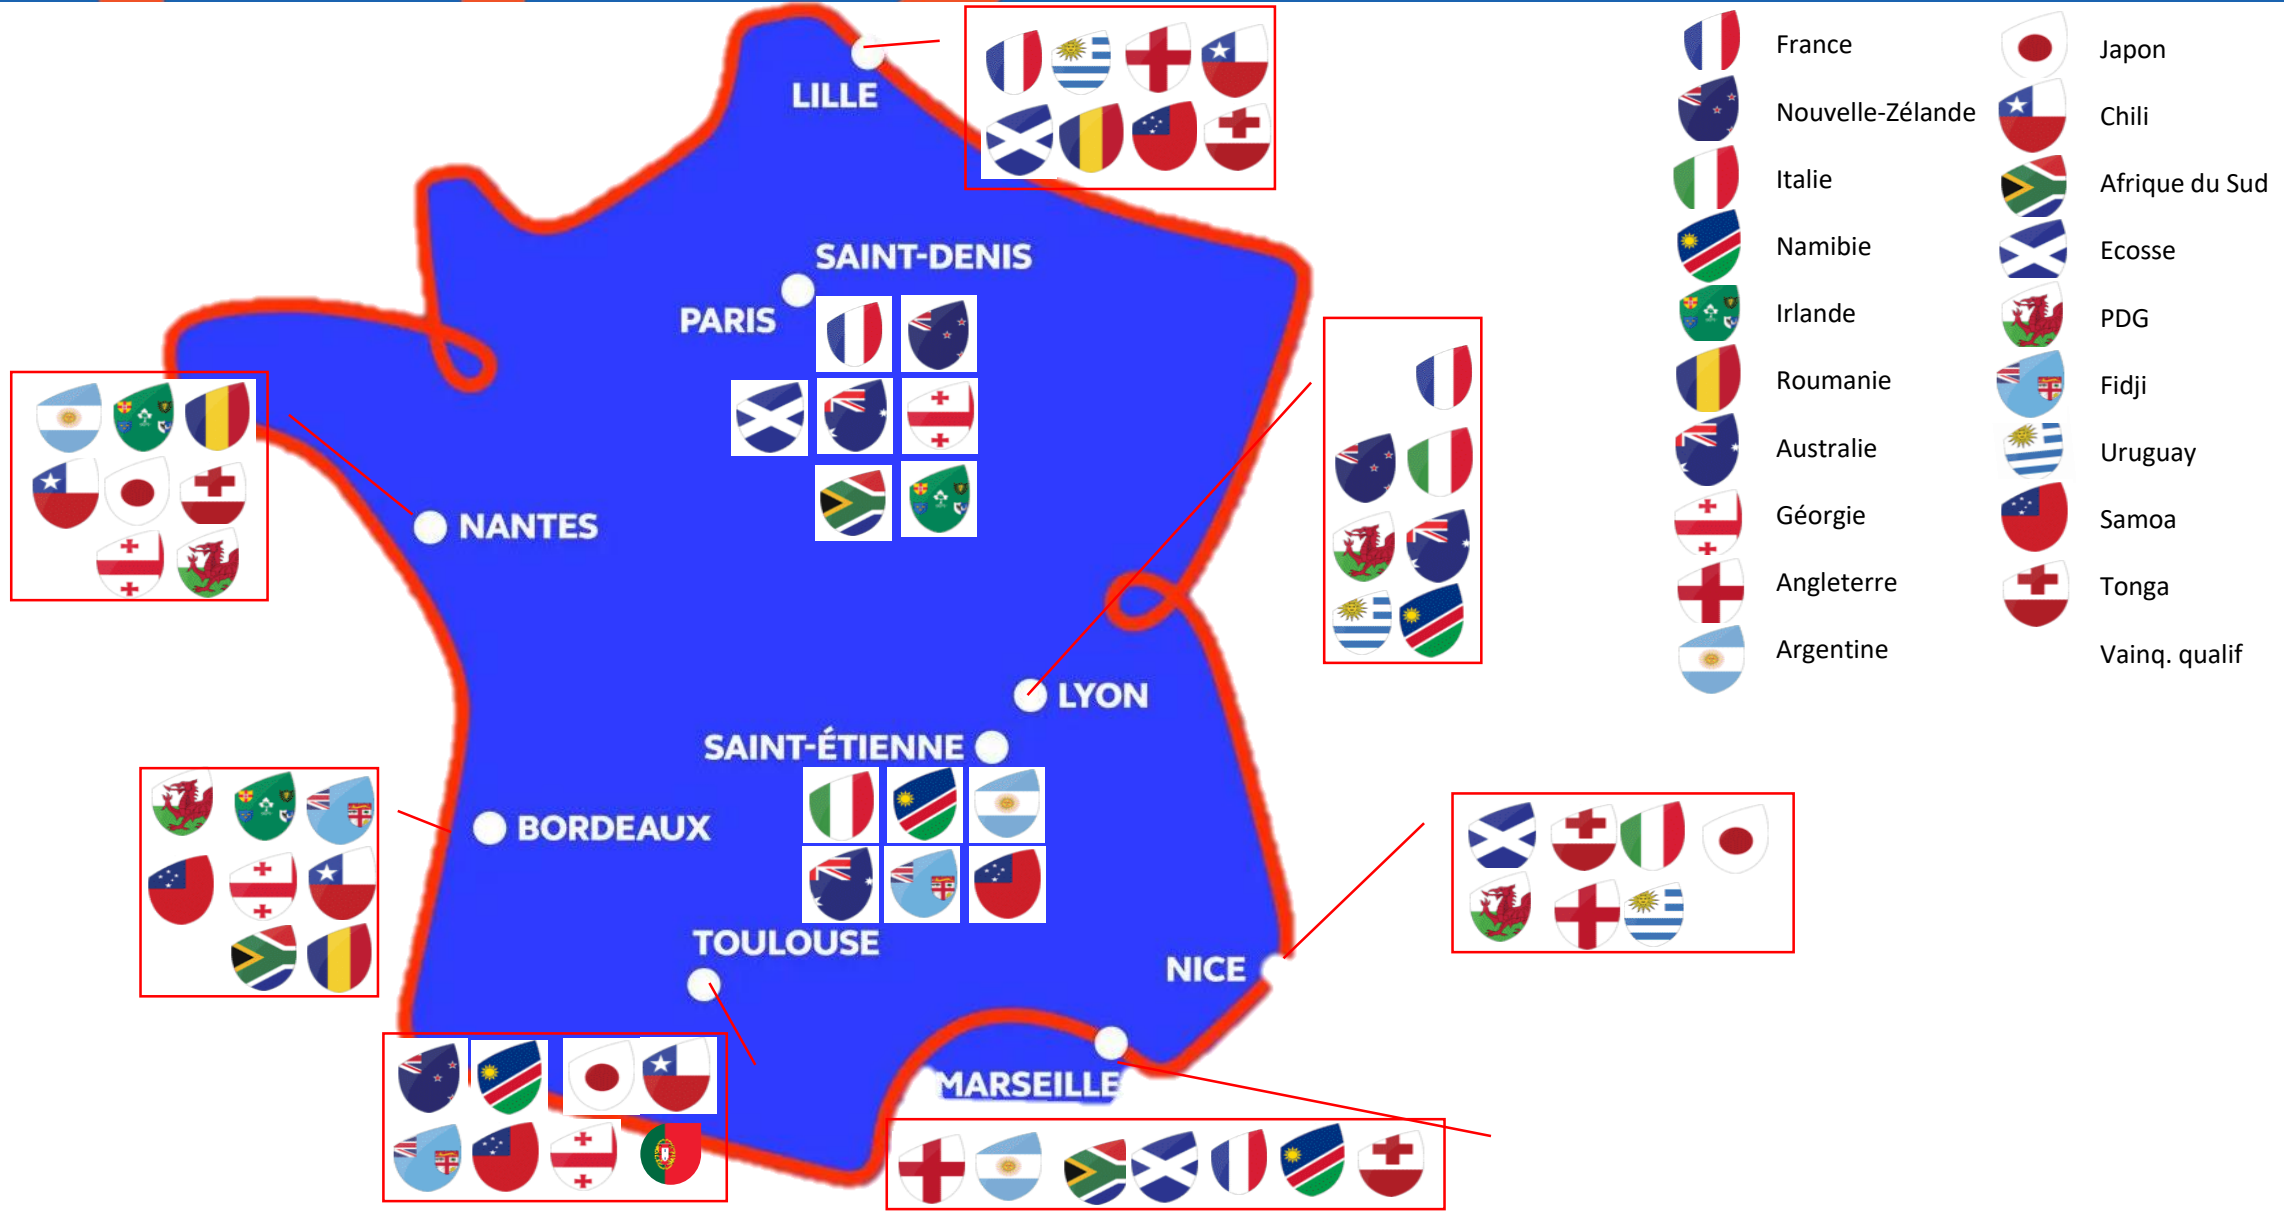 LILLE
SAINT-DENIS
PARIS
NANTES
LYON
SAINT-ÉTIENNE
BORDEAUX
TOULOUSE
NICE
MARSEILLE
France
Nouvelle-Zélande
Italie
Namibie
Irlande
Roumanie
Australie
Géorgie
Angleterre
Argentine
Japon
Chili
Afrique du Sud
Ecosse
PDG
Fidji
Uruguay
Samoa
Tonga
Vainq. qualif